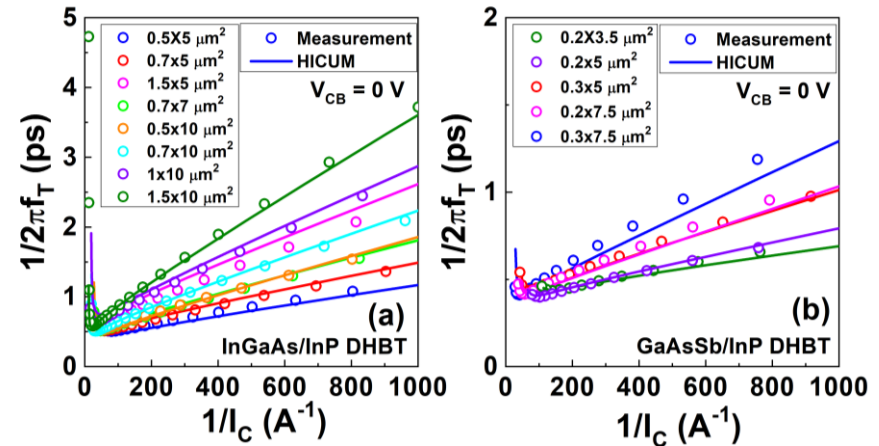 5
4
3
2
1
0
0 200 400 600 800 1000
1/2πf_T (ps)
1/I_C (A⁻¹)
0.5X5 μm²
0.7x5 μm²
1.5x5 μm²
0.7x7 μm²
0.5x10 μm²
0.7x10 μm²
1x10 μm²
1.5x10 μm²
Measurement
HICUM
V_CB = 0 V
(a)
InGaAs/InP DHBT
2
1
0
0 200 400 600 800 1000
1/2πf_T (ps)
1/I_C (A⁻¹)
0.2X3.5 μm²
0.2x5 μm²
0.3x5 μm²
0.2x7.5 μm²
0.3x7.5 μm²
Measurement
HICUM
V_CB = 0 V
(b)
GaAsSb/InP DHBT